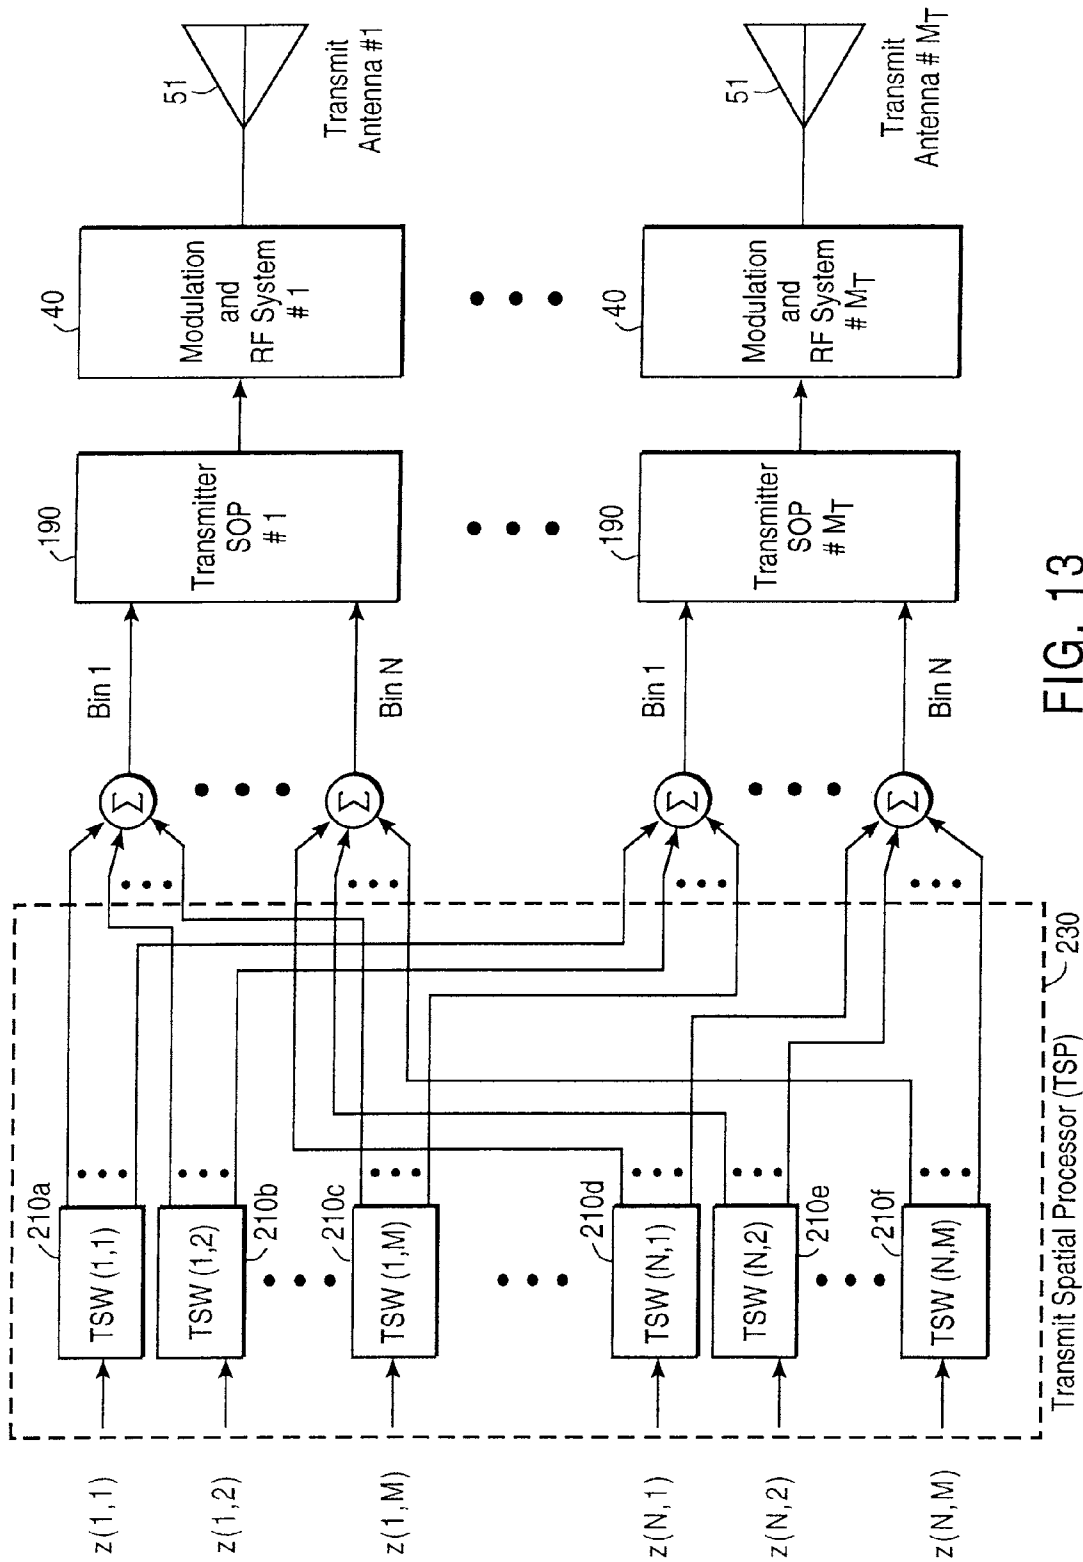 z(1,1)
z(1,2)
z(1,M)
z(N,1)
z(N,2)
z(N,M)
210a
TSW (1,1)
TSW (1,2)
210b
210c
TSW (1,M)
210d
TSW (N,1)
TSW (N,2)
210e
210f
TSW (N,M)
Transmit Spatial Processor (TSP)
230
Σ
Σ
Σ
Σ
Bin 1
Bin N
Bin 1
Bin N
190
Transmitter
SOP
# 1
190
Transmitter
SOP
# MT
40
Modulation
and
RF System
# 1
40
Modulation
and
RF System
# MT
51
Transmit
Antenna #1
51
Transmit
Antenna # MT
FIG. 13